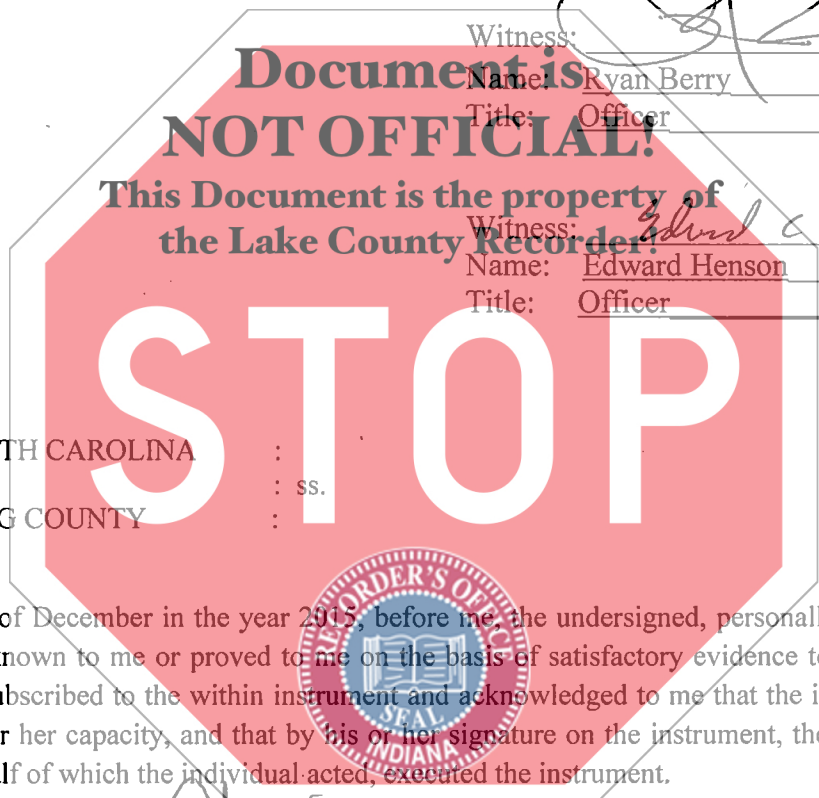 Witness:
Document is
Name: Ryan Berry
NOT OFFICIAL!
Title: Officer
This Document is the property of
the Lake County Recorder!
Witness: Edward C
Name: Edward Henson
Title: Officer
STOP
TH CAROLINA :
: ss.
G COUNTY :
RECORDER'S OFFICE
SEAL
INDIANA
of December in the year 2015, before me, the undersigned, personall
nown to me or proved to me on the basis of satisfactory evidence to
ubscribed to the within instrument and acknowledged to me that the i
r her capacity, and that by his or her signature on the instrument, the
lf of which the individual acted, executed the instrument.